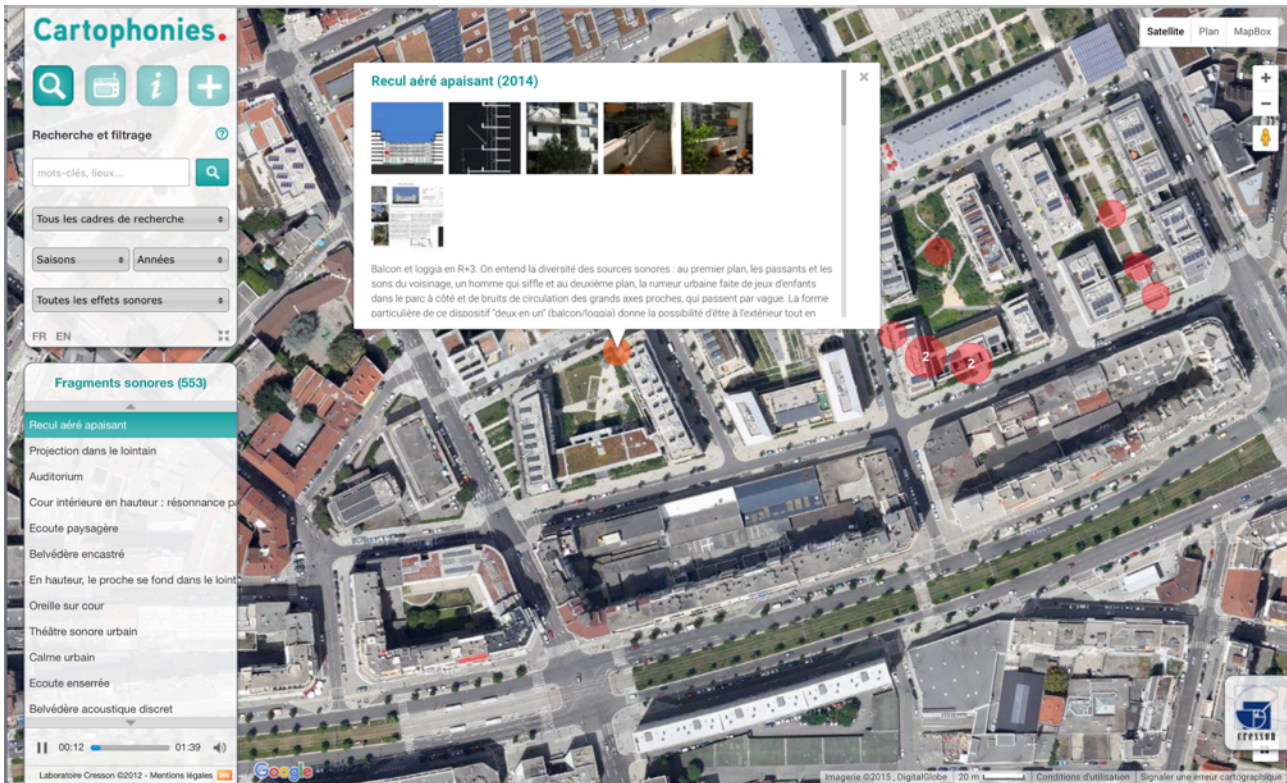 Cartophonies.
Recherche et filtrage
mots-clés, lieux...
Tous les cadres de recherche
Saisons
Années
Toutes les effets sonores
FR EN
Fragments sonores (553)
Recul aéré apaisant
Projection dans le lointain
Auditorium
Cour intérieure en hauteur : résonnance pa
Ecoute paysagère
Belvédère encastré
En hauteur, le proche se fond dans le loint
Oreille sur cour
Théâtre sonore urbain
Calme urbain
Ecoute enserrée
Belvédère acoustique discret
00:12
01:39
Laboratoire Cresson ©2012 - Mentions légales
Recul aéré apaisant (2014)
Balcon et loggia en R+3. On entend la diversité des sources sonores : au premier plan, les passants et les
sons du voisinage, un homme qui siffle et au deuxième plan, la rumeur urbaine faite de jeux d'enfants
dans le parc à côté et de bruits de circulation des grands axes proches, qui passent par vague. La forme
particulière de ce dispositif "deux en un" (balcon/loggia) donne la possibilité d'être à l'extérieur tout en
Satellite Plan MapBox
2
2
cresson
Google
Imagerie ©2015 , DigitalGlobe
20 m
Conditions d'utilisation
Signaler une erreur cartographique